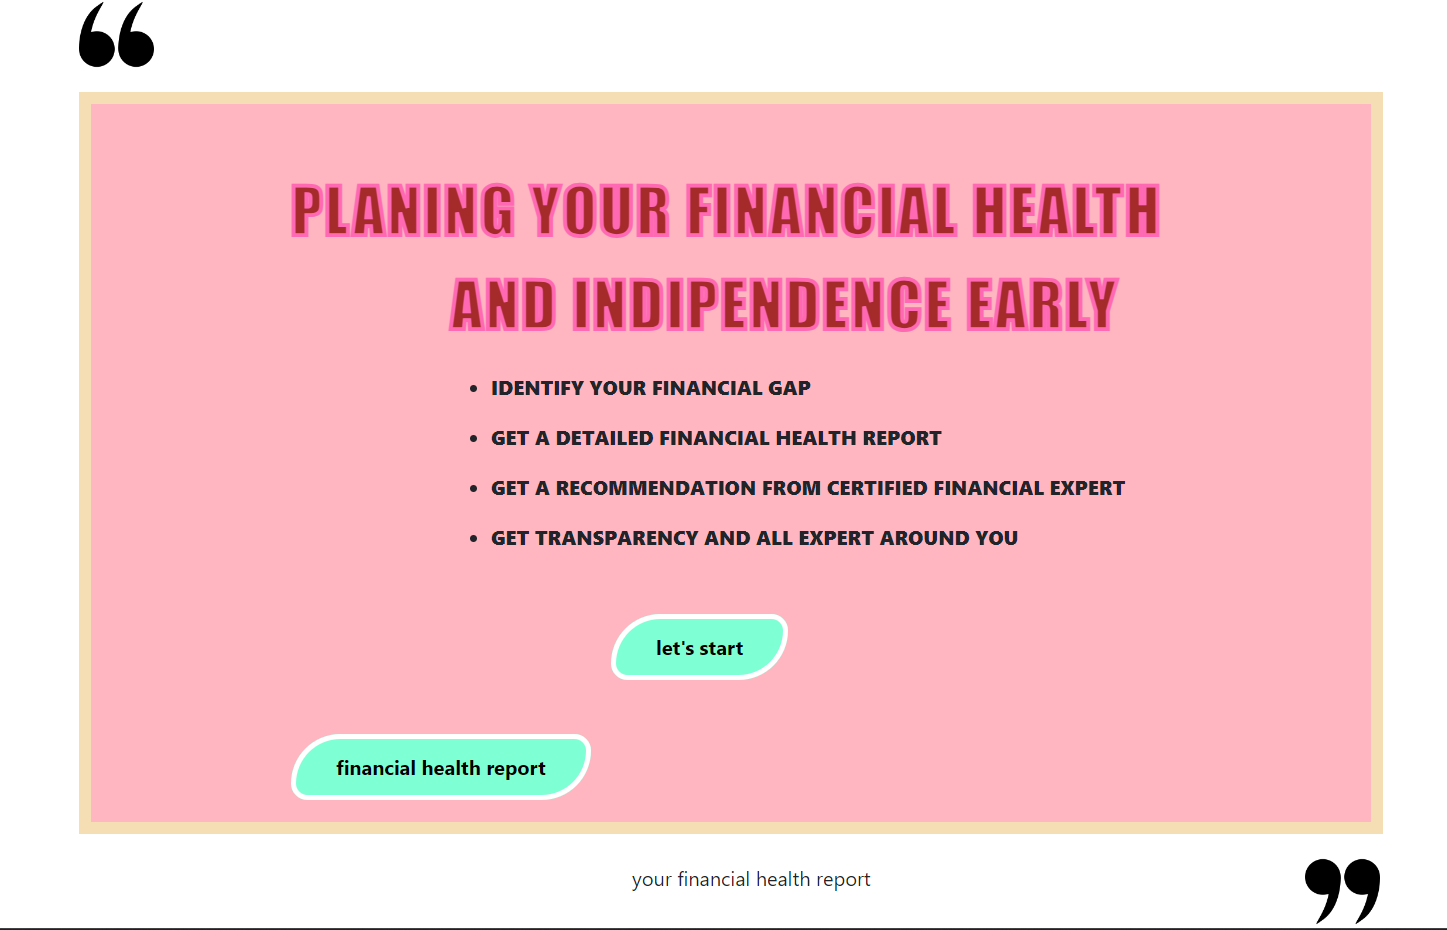 “
PLANING YOUR FINANCIAL HEALTH
AND INDIPENDENCE EARLY
• IDENTIFY YOUR FINANCIAL GAP
• GET A DETAILED FINANCIAL HEALTH REPORT
• GET A RECOMMENDATION FROM CERTIFIED FINANCIAL EXPERT
• GET TRANSPARENCY AND ALL EXPERT AROUND YOU
let's start
financial health report
your financial health report
”